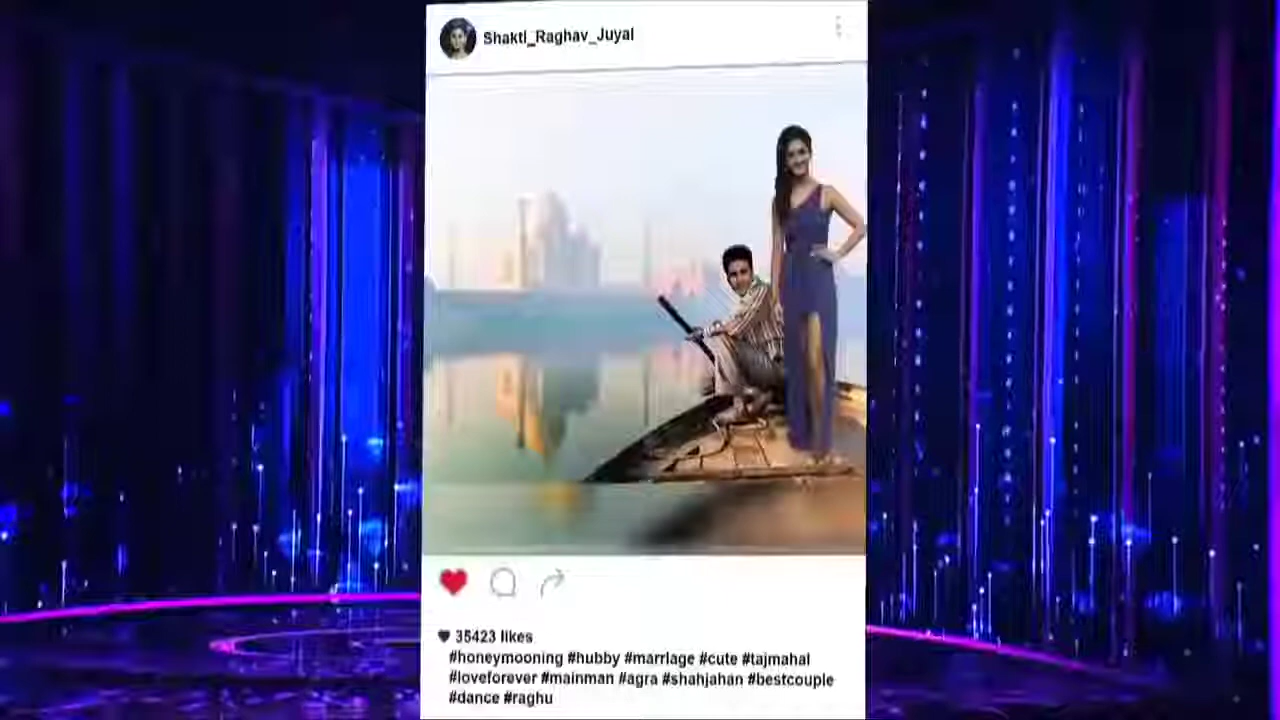 Shakti_Raghav_Juyal
35423 likes
#honeymooning #hubby #marriage #cute #tajmahal
#loveforever #mainman #agra #shahjahan #bestcouple
#dance #raghu